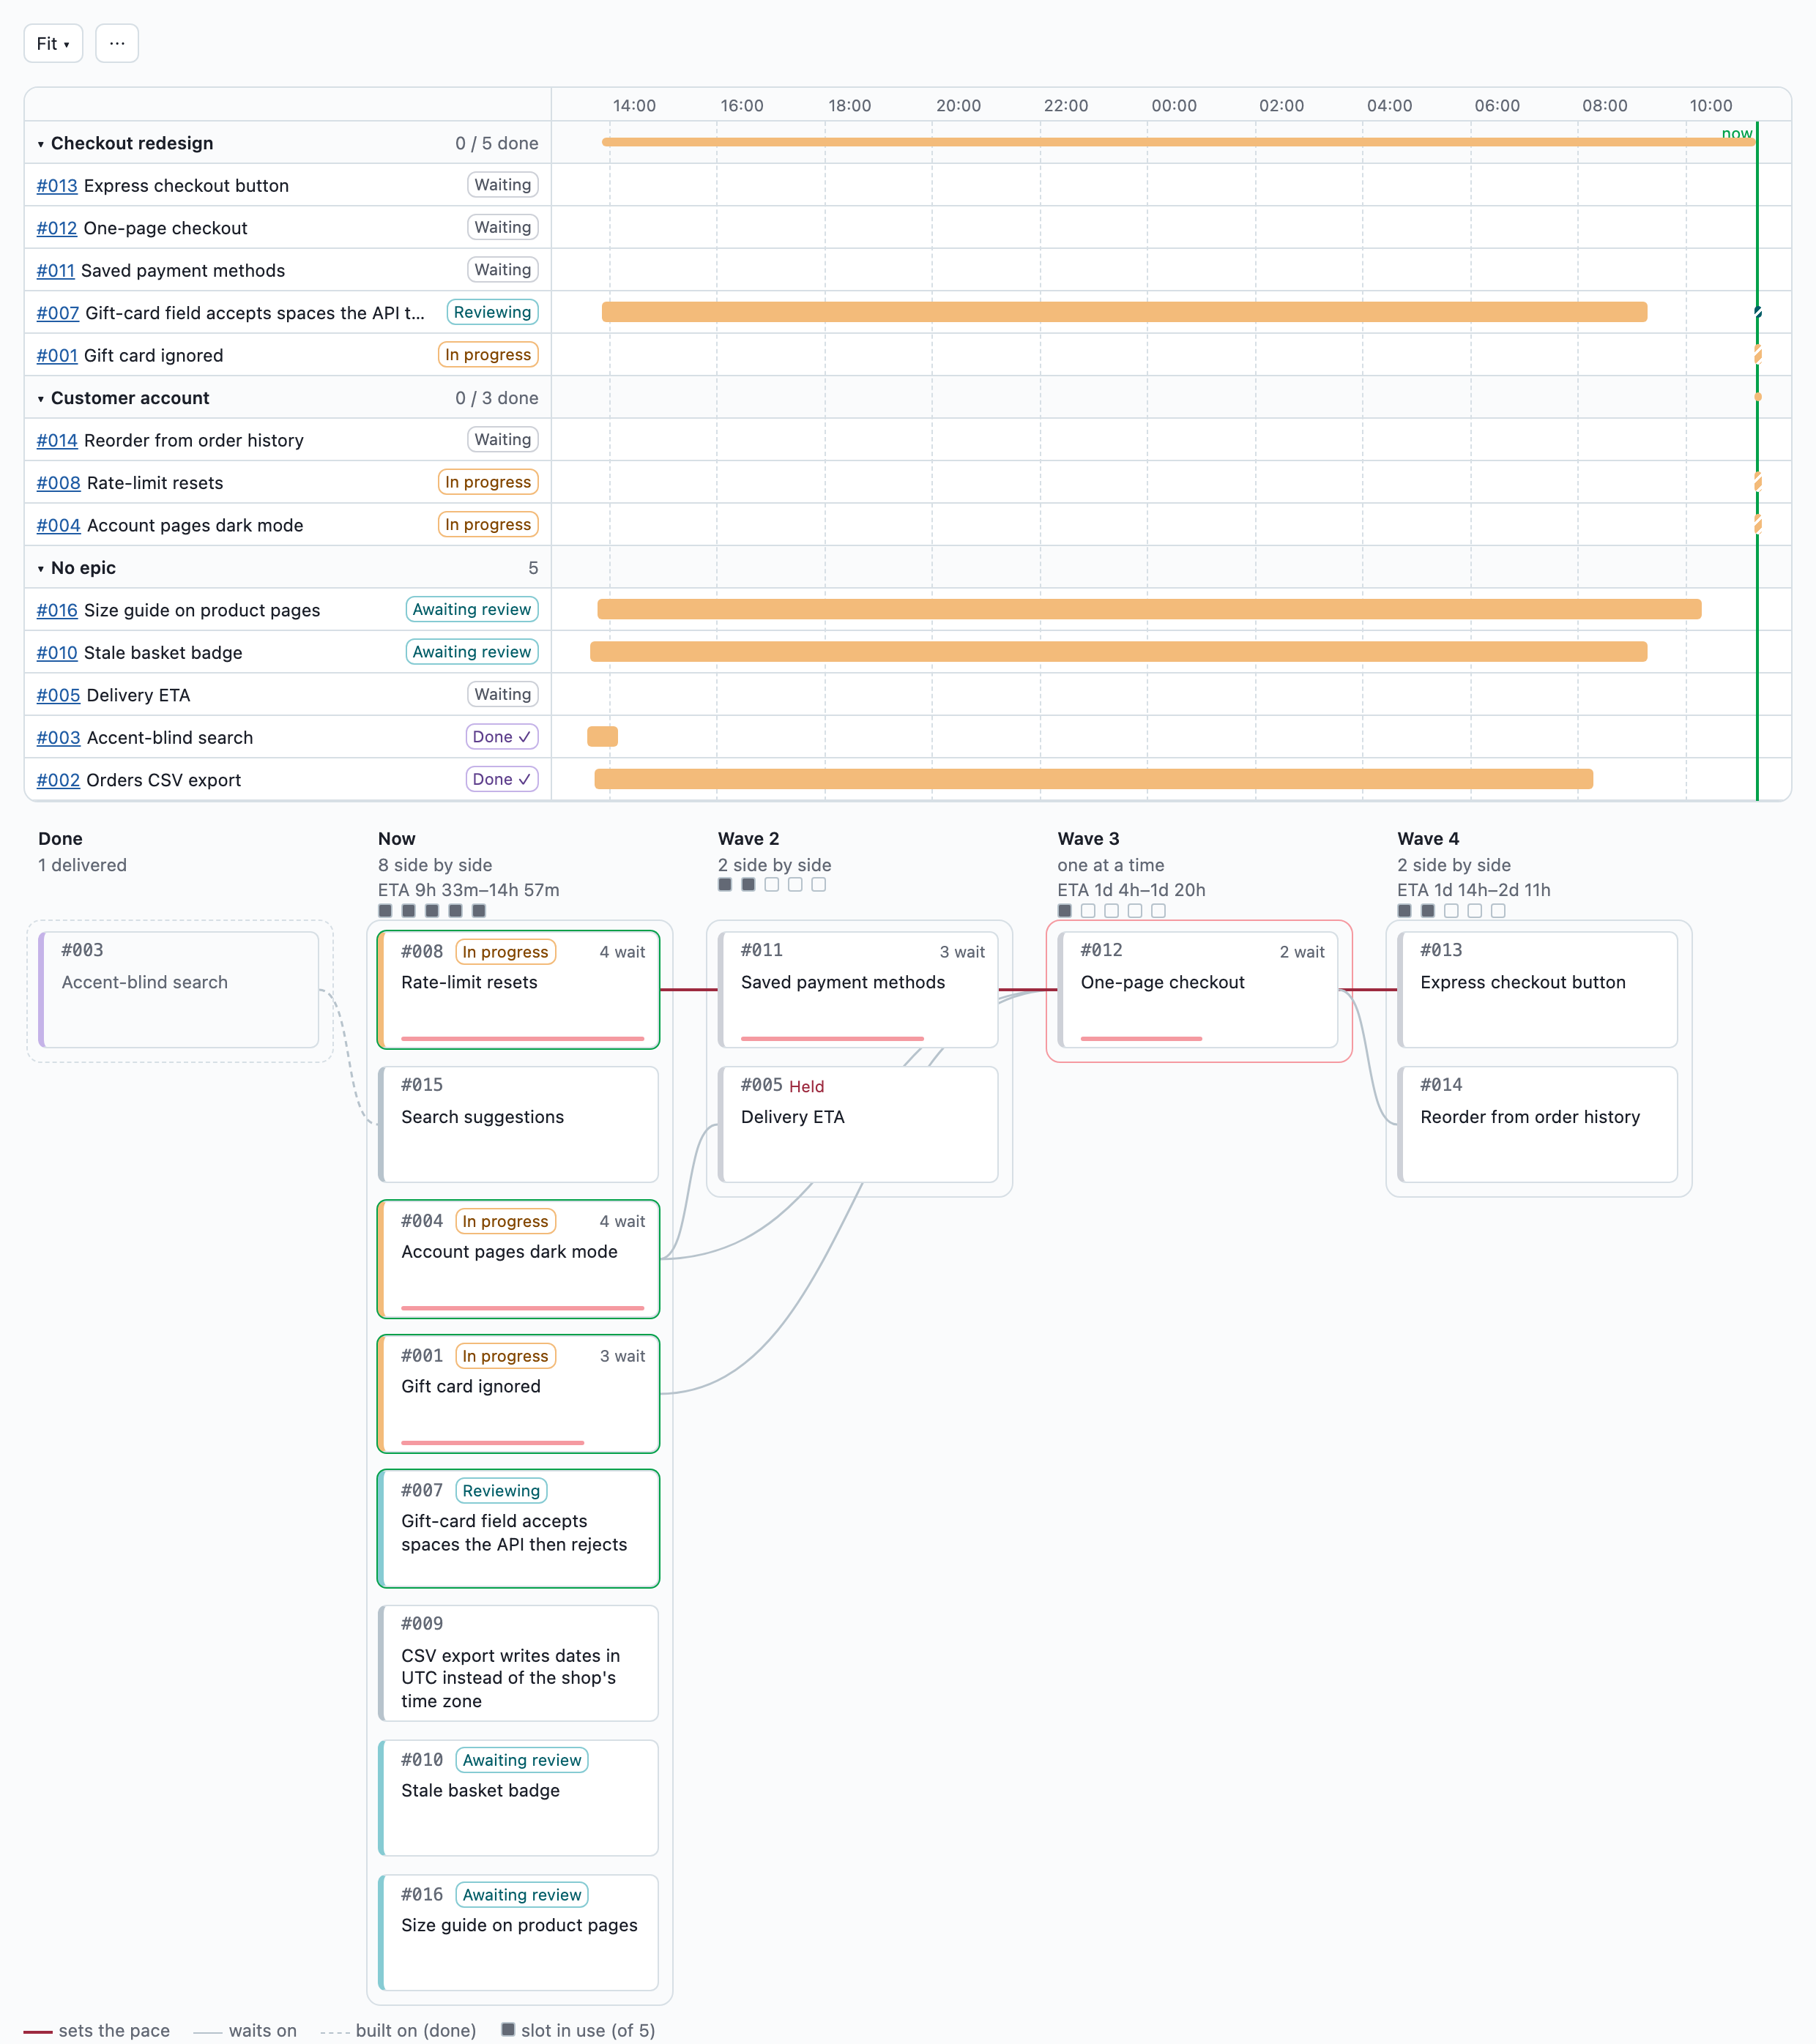 Fit ▾
⋯
14:00 16:00 18:00 20:00 22:00 00:00 02:00 04:00 06:00 08:00 10:00
now
▾ Checkout redesign 0 / 5 done
#013 Express checkout button Waiting
#012 One-page checkout Waiting
#011 Saved payment methods Waiting
#007 Gift-card field accepts spaces the API t... Reviewing
#001 Gift card ignored In progress
▾ Customer account 0 / 3 done
#014 Reorder from order history Waiting
#008 Rate-limit resets In progress
#004 Account pages dark mode In progress
▾ No epic 5
#016 Size guide on product pages Awaiting review
#010 Stale basket badge Awaiting review
#005 Delivery ETA Waiting
#003 Accent-blind search Done ✓
#002 Orders CSV export Done ✓
Done
1 delivered
#003
Accent-blind search
Now
8 side by side
ETA 9h 33m–14h 57m
#008 In progress 4 wait
Rate-limit resets
#015
Search suggestions
#004 In progress 4 wait
Account pages dark mode
#001 In progress 3 wait
Gift card ignored
#007 Reviewing
Gift-card field accepts
spaces the API then rejects
#009
CSV export writes dates in
UTC instead of the shop's
time zone
#010 Awaiting review
Stale basket badge
#016 Awaiting review
Size guide on product pages
Wave 2
2 side by side
#011 3 wait
Saved payment methods
#005 Held
Delivery ETA
Wave 3
one at a time
ETA 1d 4h–1d 20h
#012 2 wait
One-page checkout
Wave 4
2 side by side
ETA 1d 14h–2d 11h
#013
Express checkout button
#014
Reorder from order history
sets the pace waits on built on (done) slot in use (of 5)